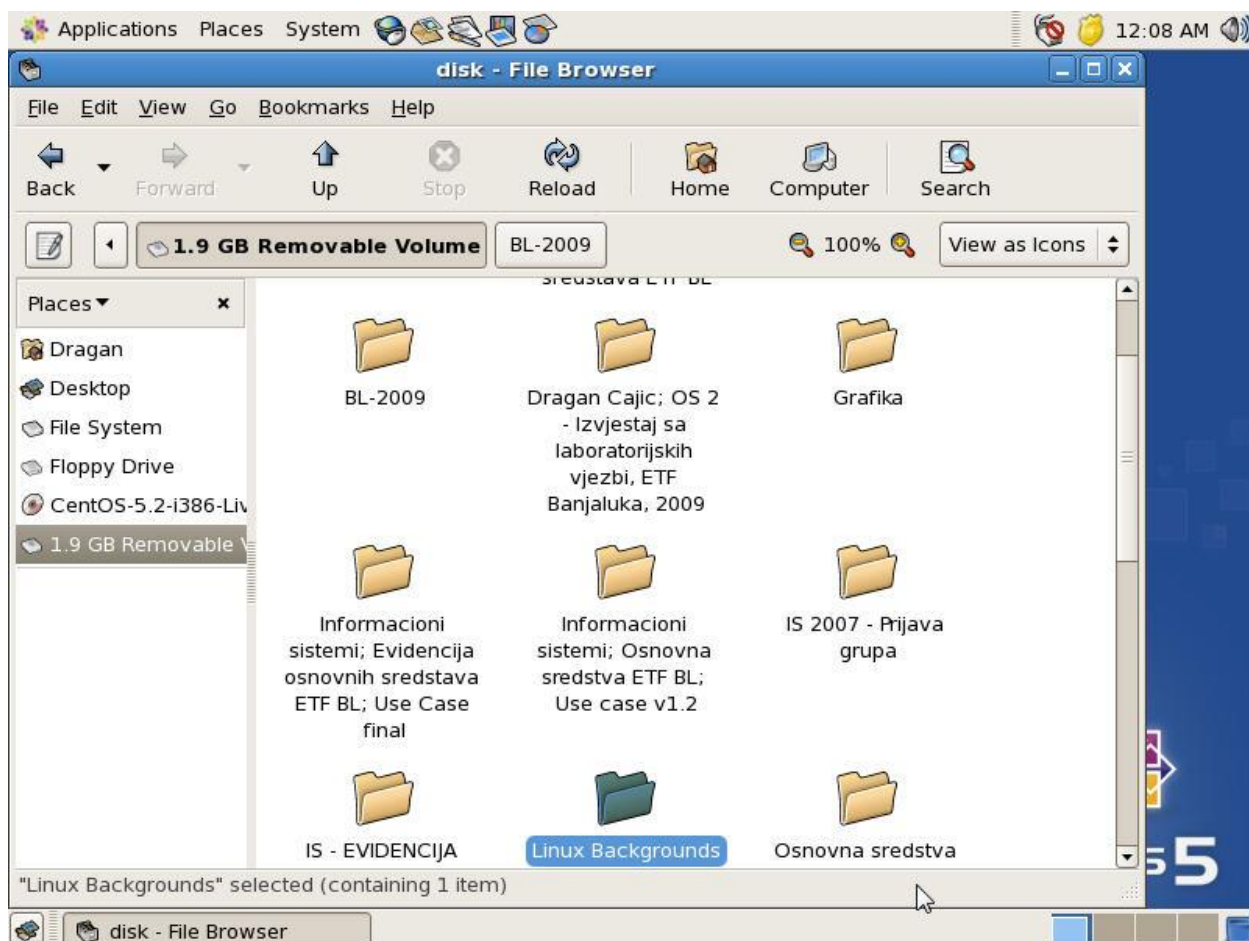 Applications Places System 12:08 AM
disk - File Browser
File Edit View Go Bookmarks Help
Back Forward Up Stop Reload Home Computer Search
1.9 GB Removable Volume BL-2009 100% View as Icons
Places
Dragan
Desktop
File System
Floppy Drive
CentOS-5.2-i386-Liv
1.9 GB Removable V
sredstava ETF BL
BL-2009
Dragan Cajic; OS 2
- Izvjestaj sa
laboratorijskih
vjezbi, ETF
Banjaluka, 2009
Grafika
Informacioni
sistemi; Evidencija
osnovnih sredstava
ETF BL; Use Case
final
Informacioni
sistemi; Osnovna
sredstva ETF BL;
Use case v1.2
IS 2007 - Prijava
grupa
IS - EVIDENCIJA
Linux Backgrounds
Osnovna sredstva
"Linux Backgrounds" selected (containing 1 item)
S5
disk - File Browser